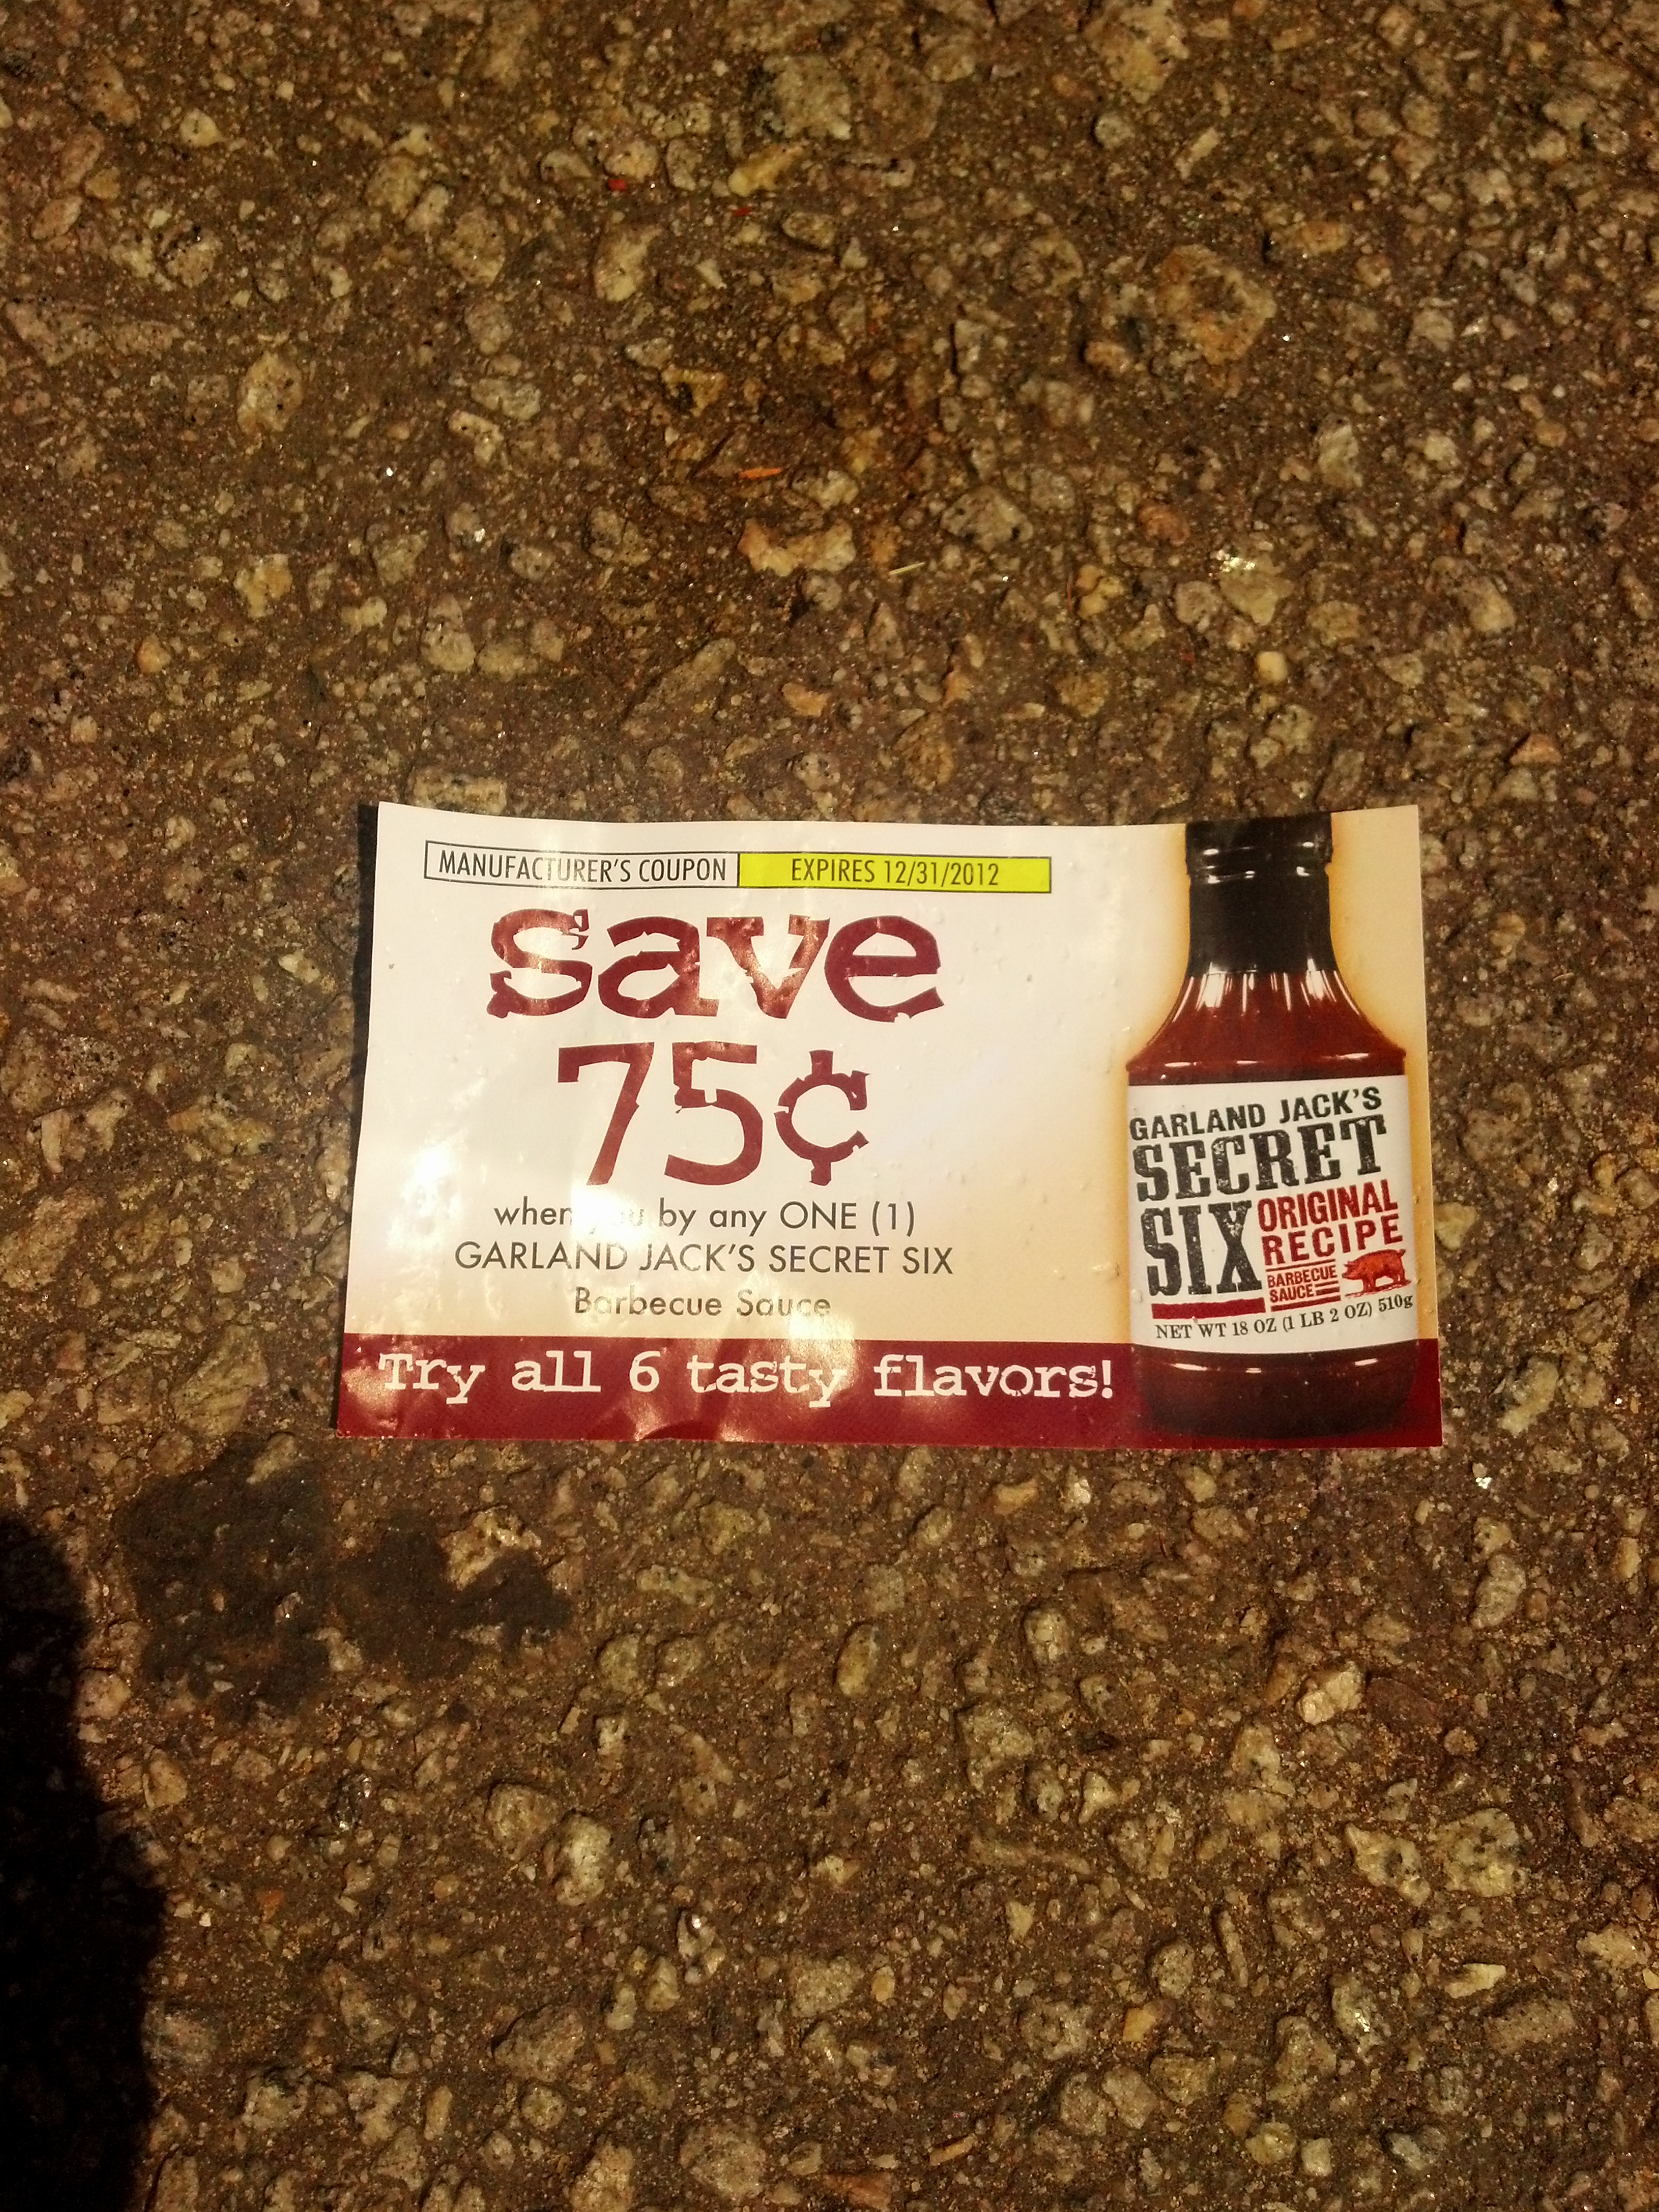 MANUFACTURER'S COUPON EXPIRES 12/31/2012
save
75¢
when you by any ONE (1)
GARLAND JACK'S SECRET SIX
Barbecue Sauce
Try all 6 tasty flavors!
GARLAND JACK'S
SECRET
SIX
ORIGINAL
RECIPE
BARBECUE
SAUCE
NET WT 18 OZ (1 LB 2 OZ) 510g